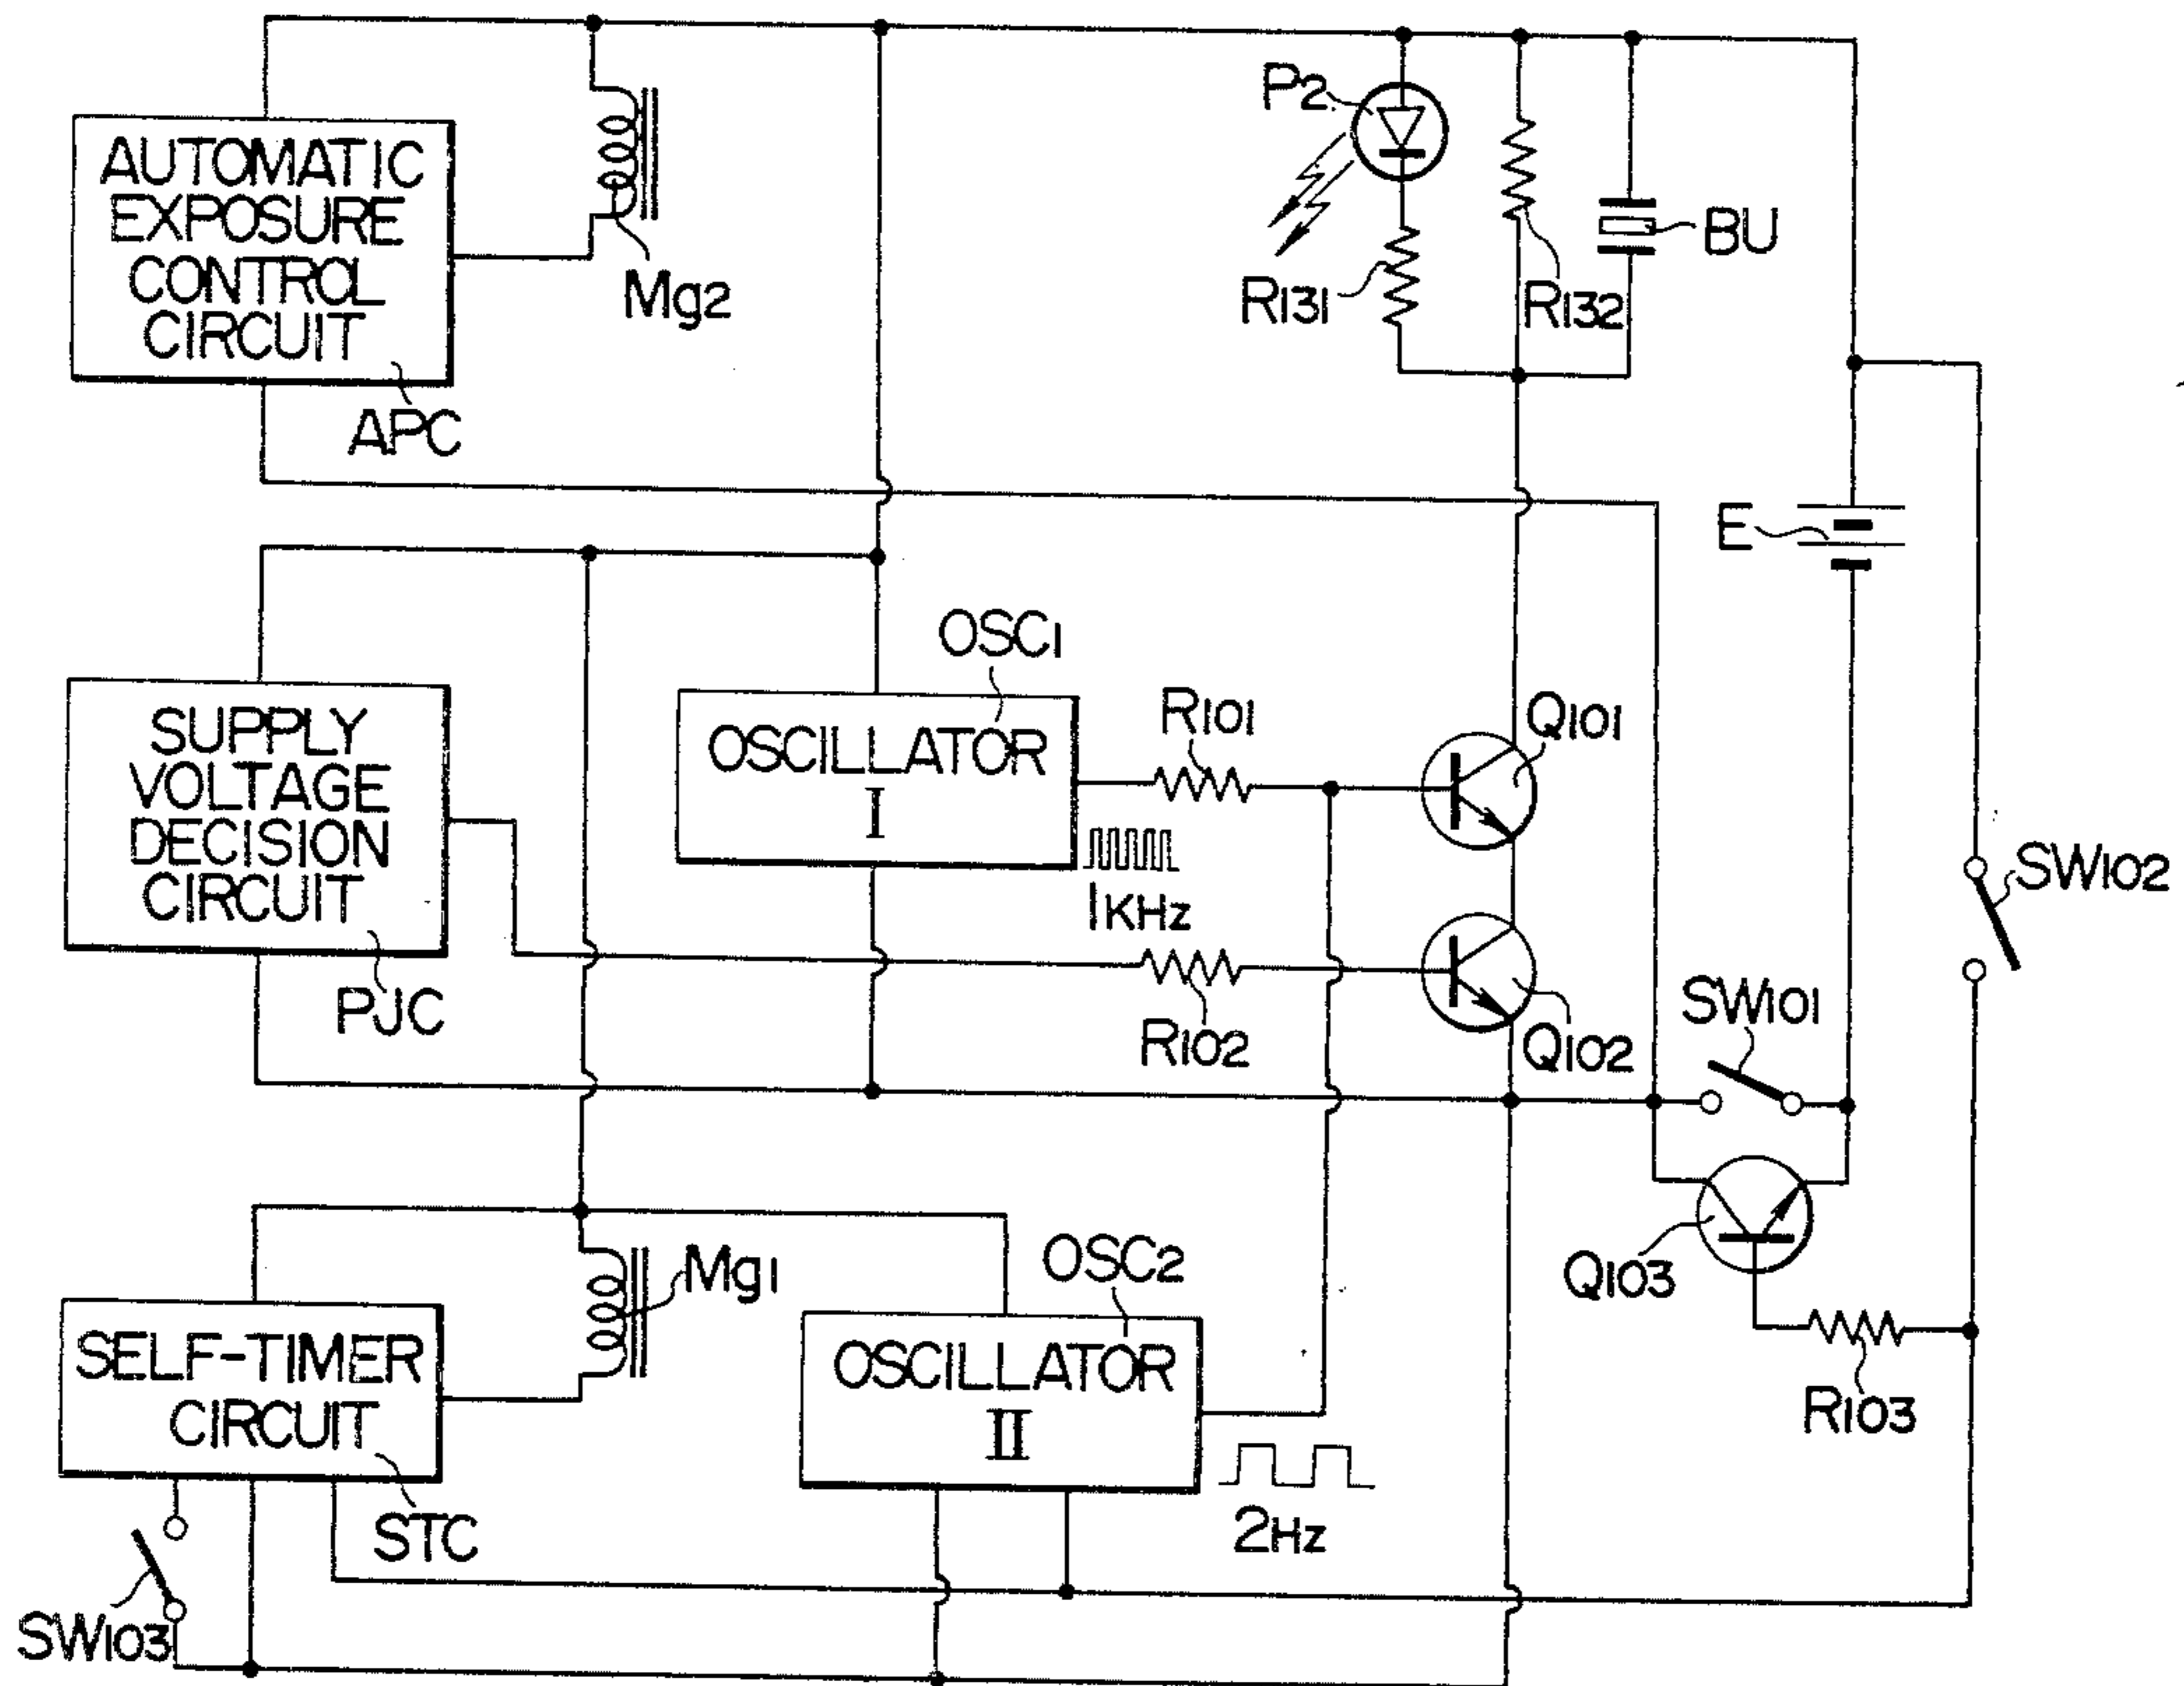 P2
AUTOMATIC
EXPOSURE
CONTROL
CIRCUIT
APC
Mg2
R131
R132
BU
E
OSC1
SUPPLY
VOLTAGE
DECISION
CIRCUIT
PJC
OSCILLATOR
I
R101
1KHz
R102
Q101
Q102
SW102
SW101
Q103
R103
Mg1
OSC2
SELF-TIMER
CIRCUIT
STC
OSCILLATOR
II
2Hz
SW103